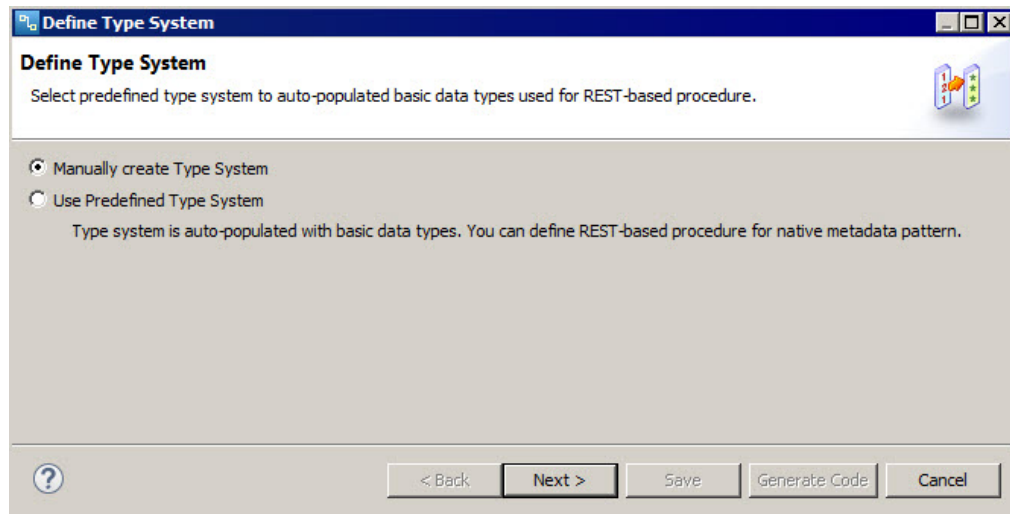 Define Type System
Define Type System
Select predefined type system to auto-populated basic data types used for REST-based procedure.
Manually create Type System
Use Predefined Type System
Type system is auto-populated with basic data types. You can define REST-based procedure for native metadata pattern.
? < Back Next > Save Generate Code Cancel